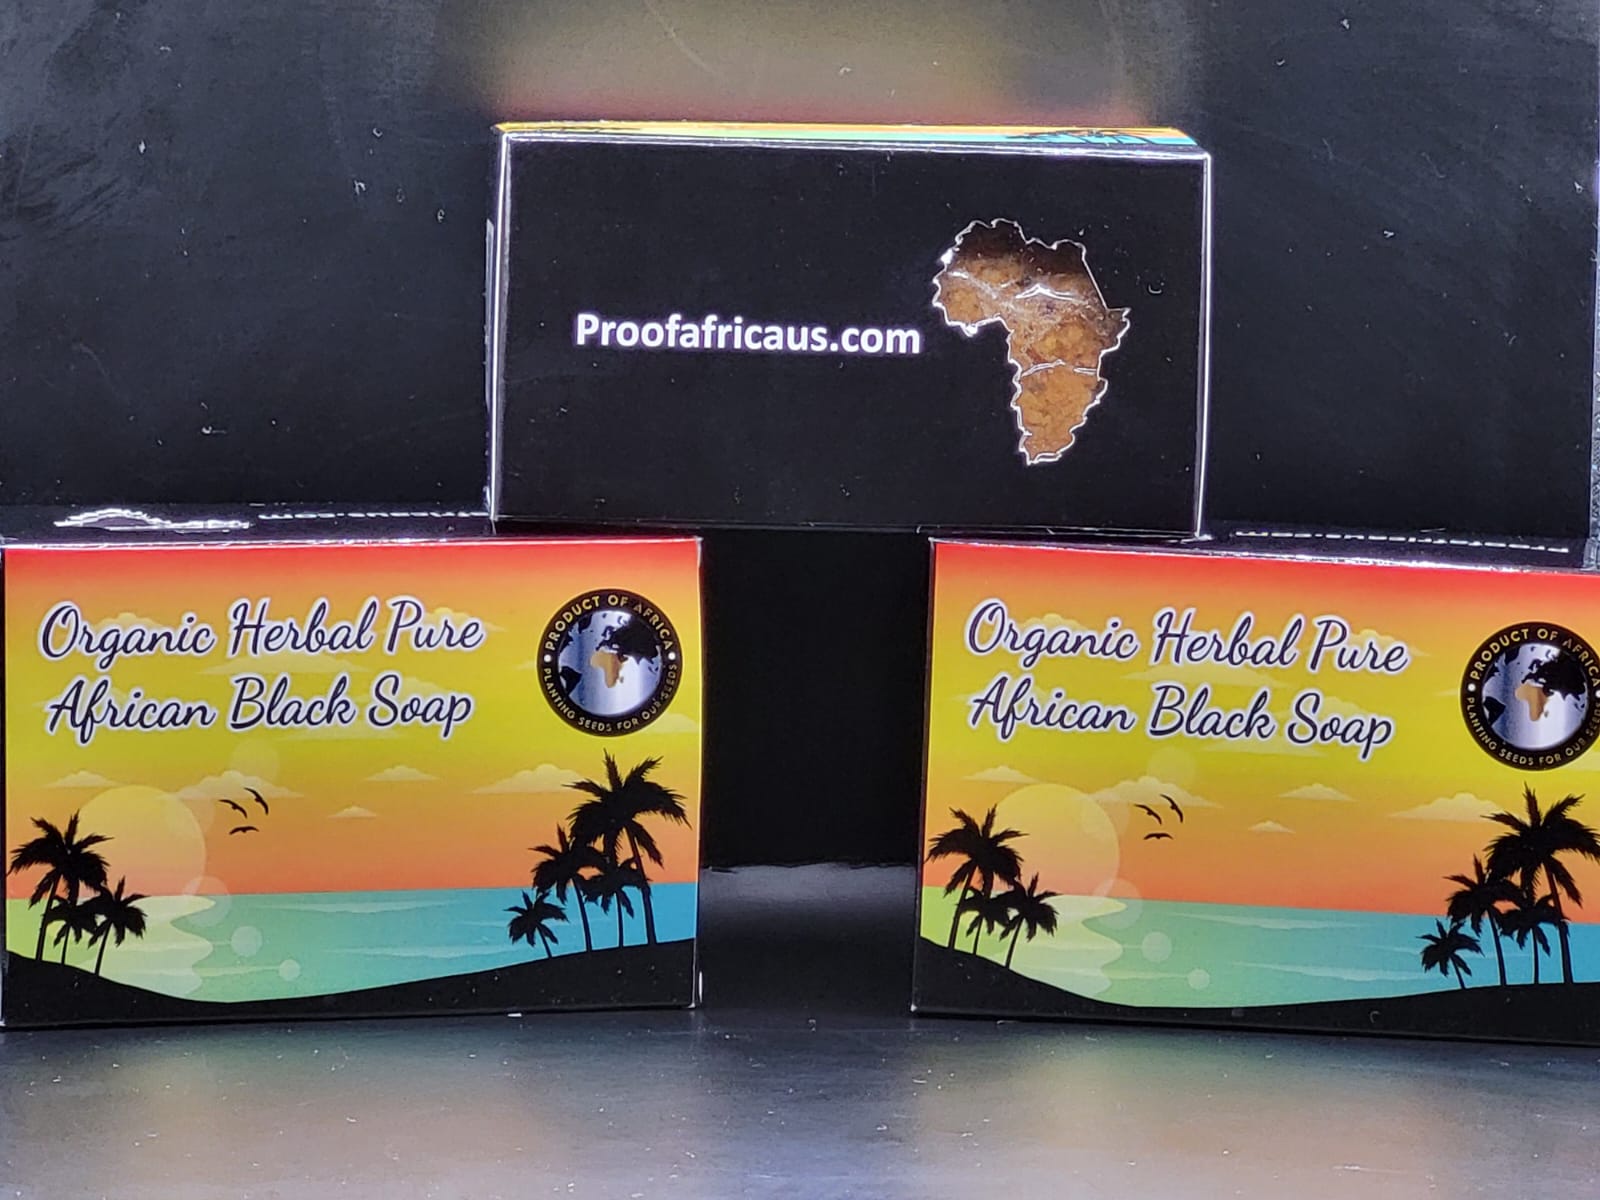 Proofafricaus.com
Organic Herbal Pure
African Black Soap
PRODUCT OF AFRICA
PLANTING SEEDS FOR OUR SEEDS
Organic Herbal Pure
African Black Soap
PRODUCT OF AFRICA
PLANTING SEEDS FOR OUR SEEDS